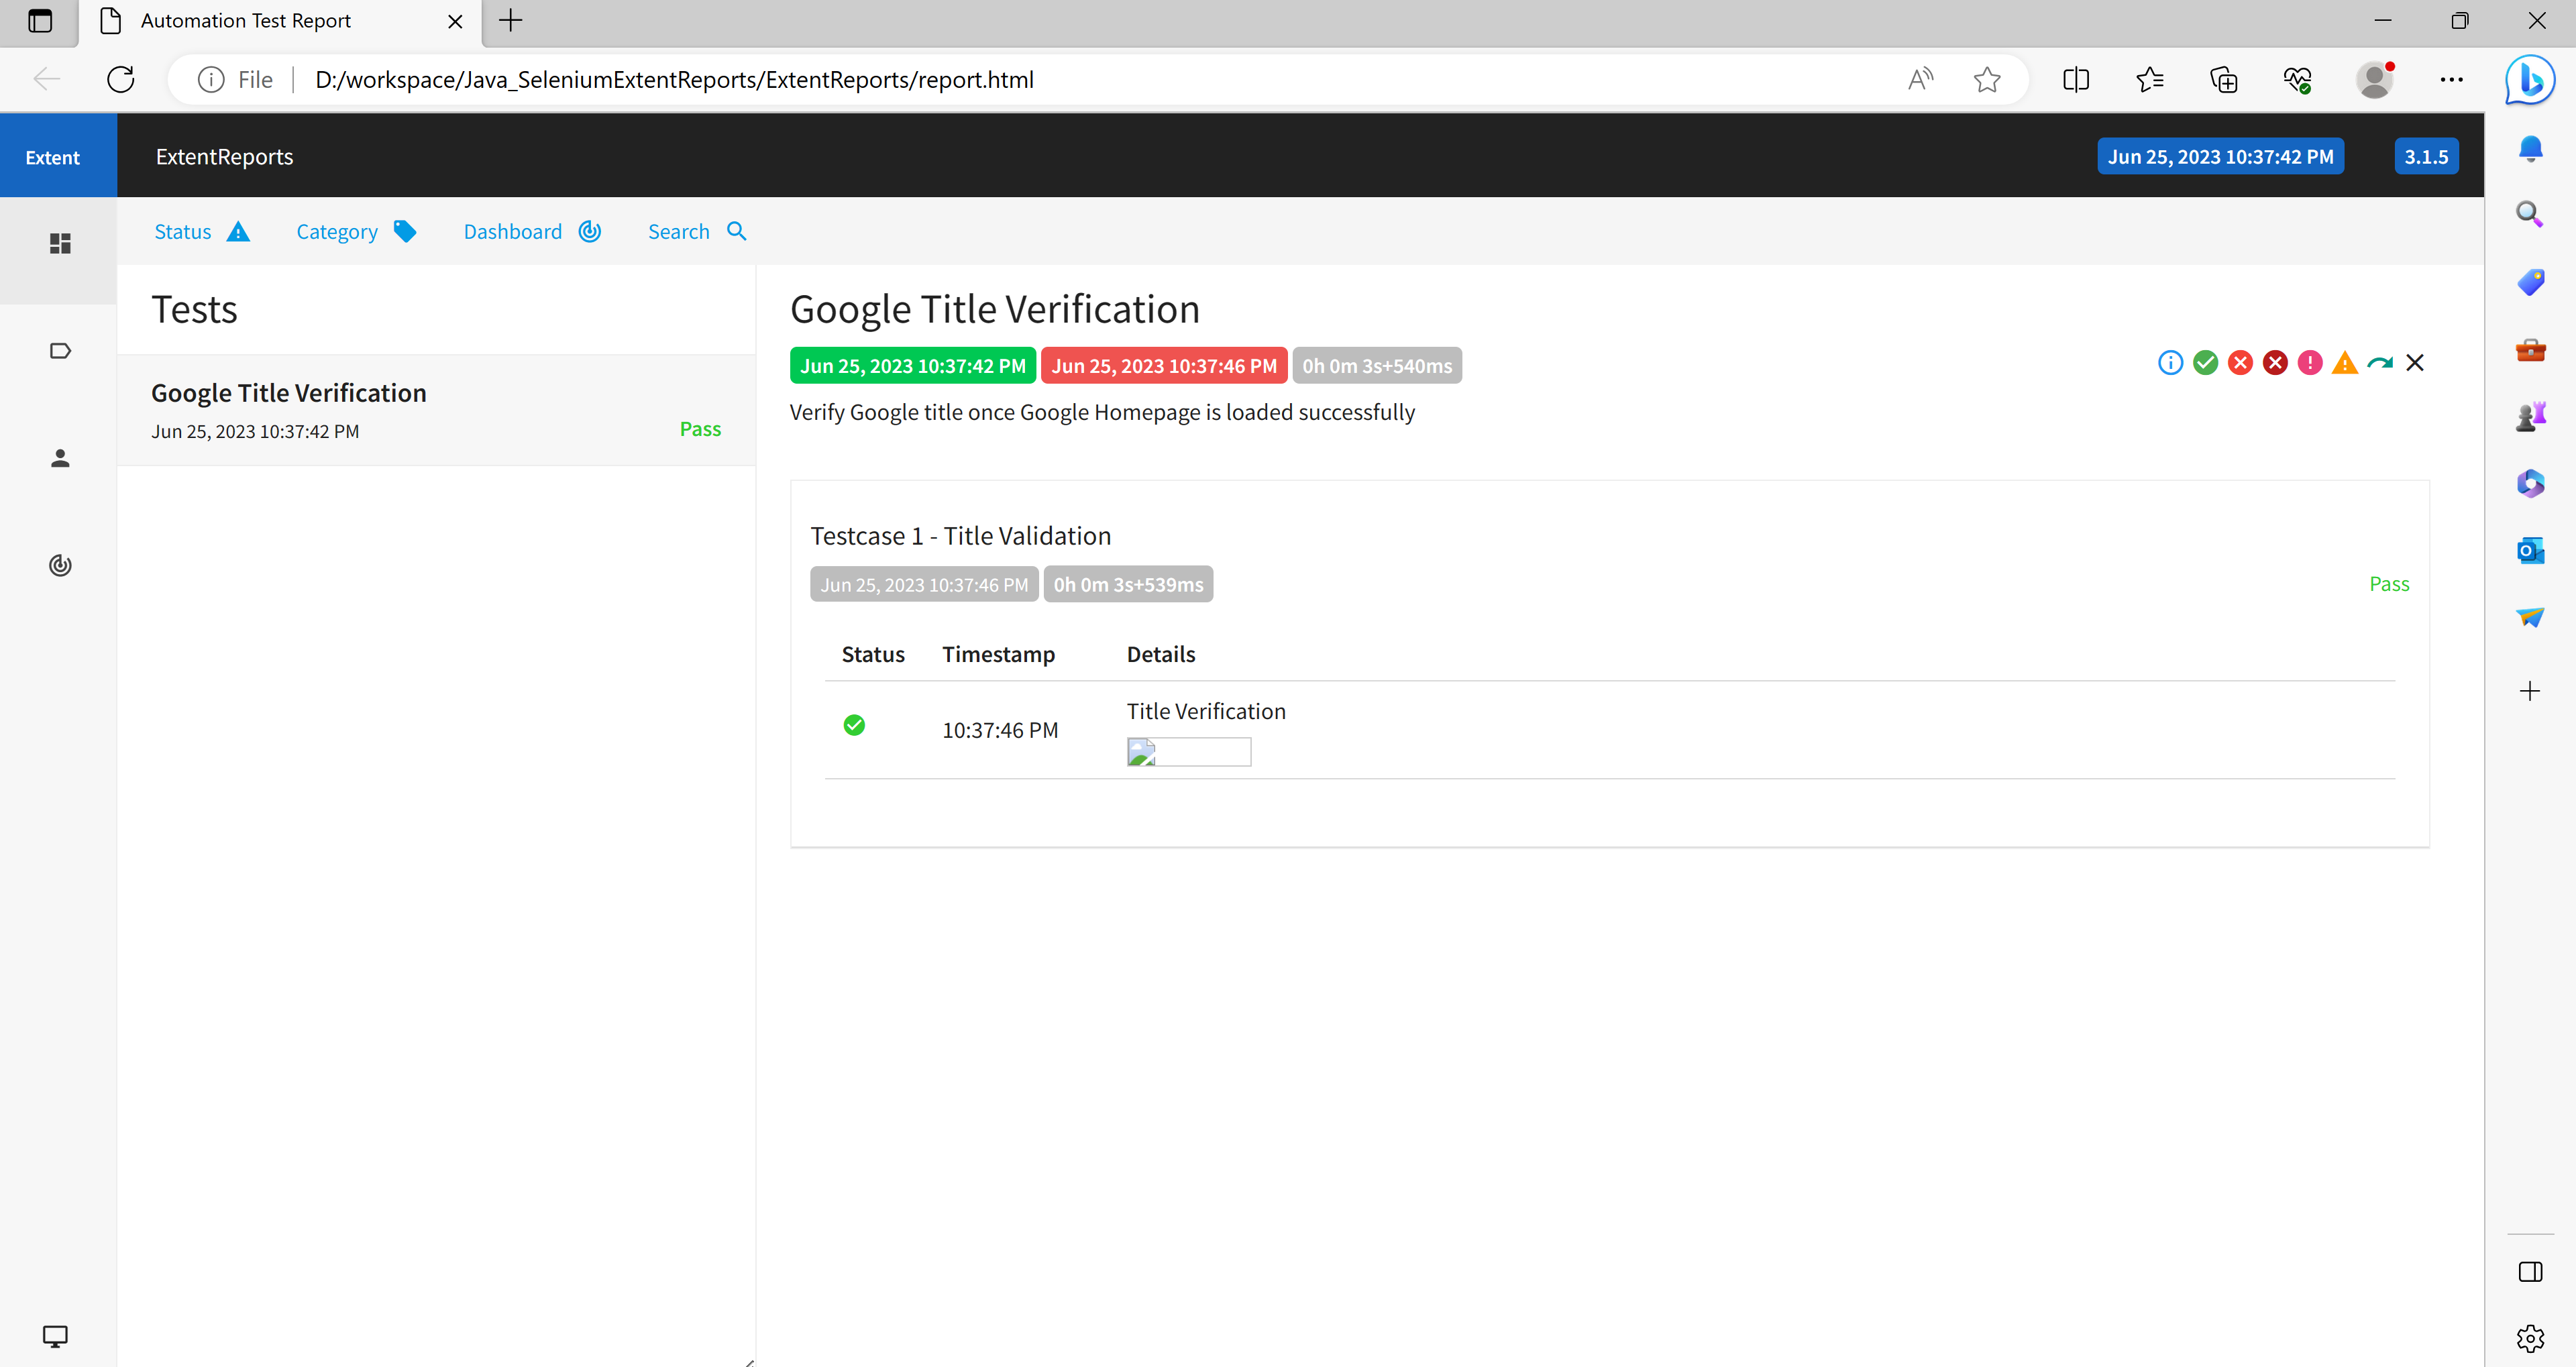 Automation Test Report
File D:/workspace/Java_SeleniumExtentReports/ExtentReports/report.html
Extent ExtentReports Jun 25, 2023 10:37:42 PM 3.1.5
Status Category Dashboard Search
Tests
Google Title Verification
Jun 25, 2023 10:37:42 PM Pass
Google Title Verification
Jun 25, 2023 10:37:42 PM Jun 25, 2023 10:37:46 PM 0h 0m 3s+540ms
Verify Google title once Google Homepage is loaded successfully
Testcase 1 - Title Validation
Jun 25, 2023 10:37:46 PM 0h 0m 3s+539ms Pass
Status Timestamp Details
10:37:46 PM Title Verification